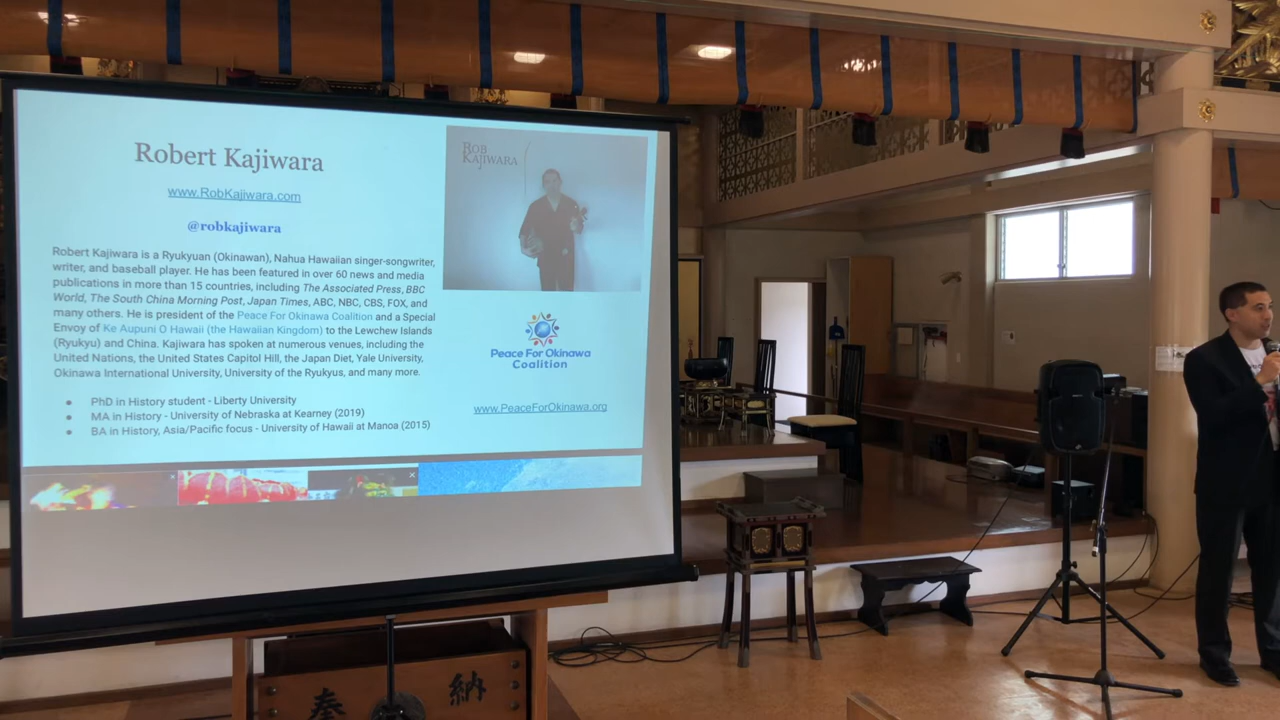 Robert Kajiwara
www.RobKajiwara.com
@robkajiwara
Robert Kajiwara is a Ryukyuan (Okinawan), Nahua Hawaiian singer-songwriter,
writer, and baseball player. He has been featured in over 60 news and media
publications in more than 15 countries, including The Associated Press, BBC
World, The South China Morning Post, Japan Times, ABC, NBC, CBS, FOX, and
many others. He is president of the Peace For Okinawa Coalition and a Special
Envoy of Ke Aupuni O Hawaii (the Hawaiian Kingdom) to the Lewchew Islands
(Ryukyu) and China. Kajiwara has spoken at numerous venues, including the
United Nations, the United States Capitol Hill, the Japan Diet, Yale University,
Okinawa International University, University of the Ryukyus, and many more.
● PhD in History student - Liberty University
● MA in History - University of Nebraska at Kearney (2019)
● BA in History, Asia/Pacific focus - University of Hawaii at Manoa (2015)
ROB
KAJIWARA
Peace For Okinawa
Coalition
www.PeaceForOkinawa.org
奉 納